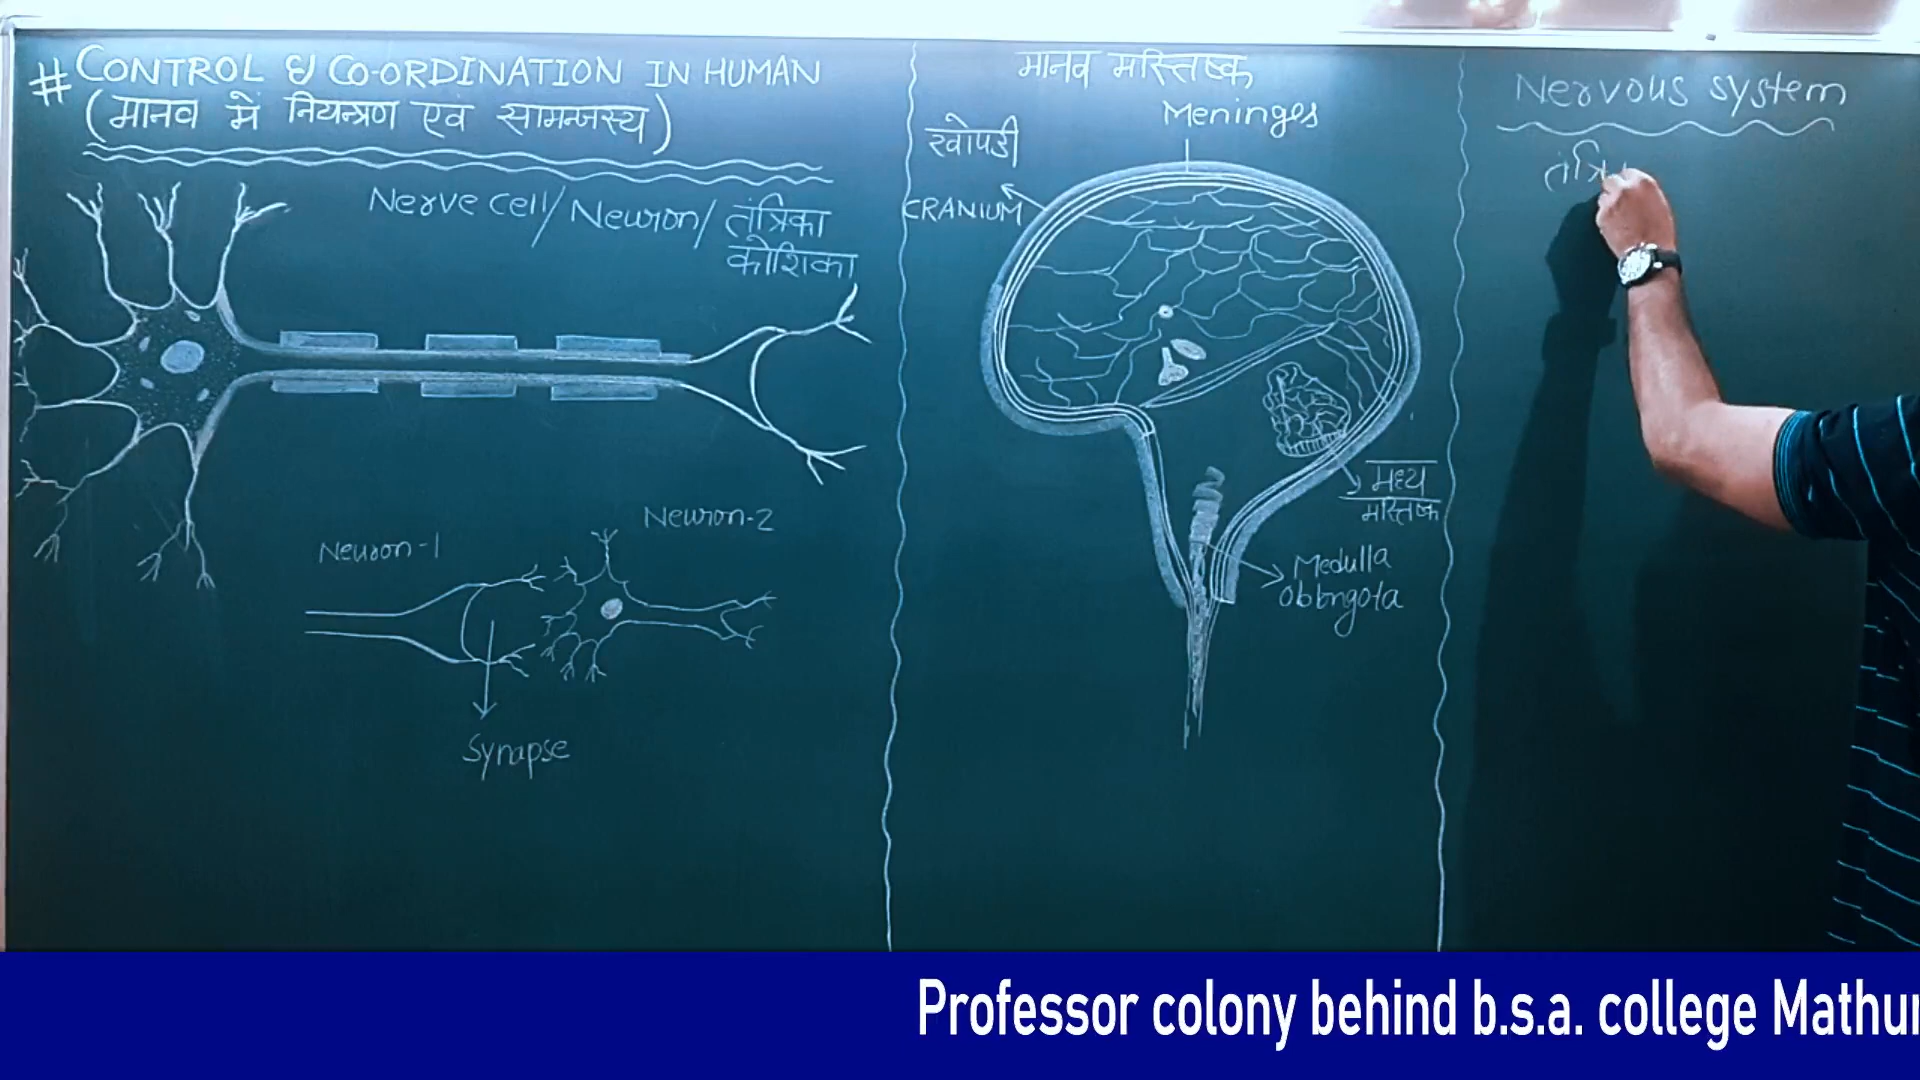 # CONTROL & CO-ORDINATION IN HUMAN
(मानव में नियन्त्रण एवं सामन्जस्य)
Nerve cell/Neuron/तंत्रिका
कोशिका
Neuron-1
Neuron-2
Synapse
मानव मस्तिष्क
Meninges
खोपडी
CRANIUM
मध्य
मस्तिष्क
Medulla
oblongota
Nervous system
तंत्रि
Professor colony behind b.s.a. college Mathur